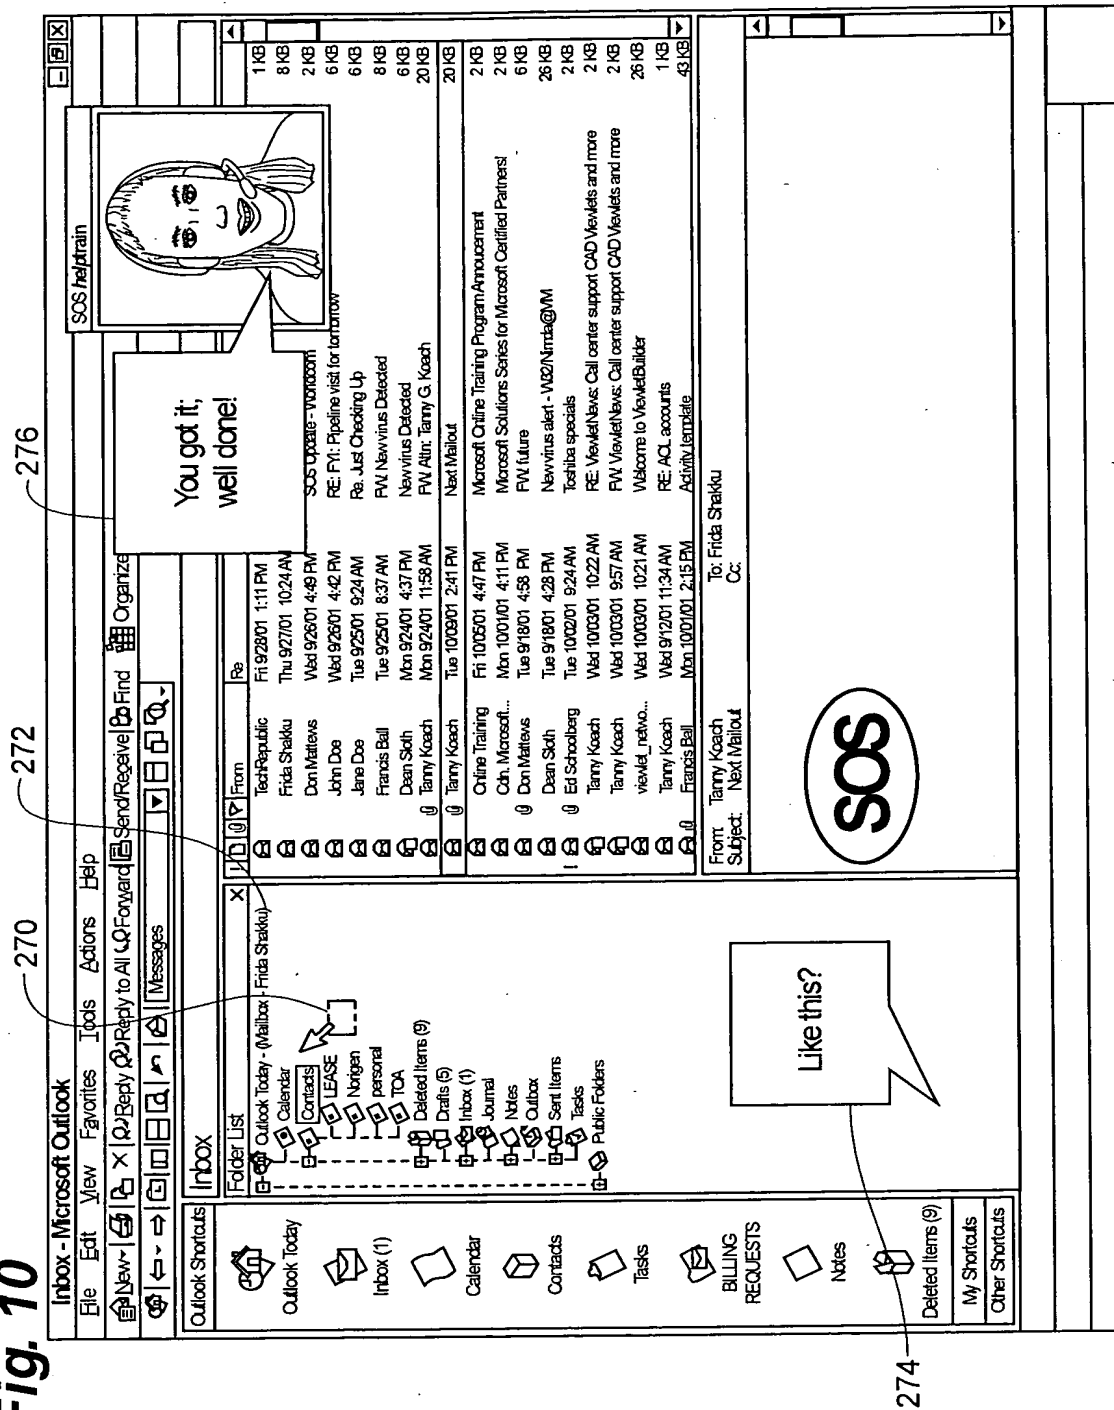 Fig. 10
270
272
276
274
Inbox - Microsoft Outlook
File Edit View Favorites Tools Actions Help
New Reply Reply to All Forward Send/Receive Find Organize
Messages
SOS helptrain
You got it;
well done!
Outlook Shortcuts
Outlook Today
Inbox (1)
Calendar
Contacts
Tasks
BILLING
REQUESTS
Notes
Deleted Items (9)
My Shortcuts
Other Shortcuts
Inbox
Folder List X
Outlook Today - (Mailbox - Frida Shakku)
Calendar
Contacts
LEASE
Norigen
personal
TOA
Deleted Items (9)
Drafts (5)
Inbox (1)
Journal
Notes
Outbox
Sent Items
Tasks
Public Folders
Like this?
! From Re
TechRepublic Fri 9/28/01 1:11 PM 1 KB
Frida Shakku Thu 9/27/01 10:24 AM 8 KB
Don Mattews Wed 9/26/01 4:49 PM SOS Update - Worldcom 2 KB
John Doe Wed 9/26/01 4:42 PM RE: FY1: Pipeline visit for tomorrow 6 KB
Jane Doe Tue 9/25/01 9:24 AM Re. Just Checking Up 6 KB
Francis Ball Tue 9/25/01 8:37 AM FW. New virus Detected 8 KB
Dean Sloth Mon 9/24/01 4:37 PM New virus Detected 6 KB
Tanny Koach Mon 9/24/01 11:58 AM FW. Attn: Tanny G. Koach 20 KB
Tanny Koach Tue 10/09/01 2:41 PM Next Mailout 20 KB
Online Training Fri 10/05/01 4:47 PM Microsoft Online Training Program Annoucement 2 KB
Cdn. Microsoft... Mon 10/01/01 4:11 PM Microsoft Solutions Series for Microsoft Certified Partners! 2 KB
Don Mattews Tue 9/18/01 4:58 PM FW. future 6 KB
Dean Sloth Tue 9/18/01 4:28 PM New virus alert - W32/Nimda@MM 26 KB
! Ed Schoolberg Tue 10/02/01 9:24 AM Toshiba specials 2 KB
Tanny Koach Wed 10/03/01 10:22 AM RE: ViewletNews: Call center support CAD Viewlets and more 2 KB
Tanny Koach Wed 10/03/01 9:57 AM FW. ViewletNews: Call center support CAD Viewlets and more 2 KB
viewlet_netwo... Wed 10/03/01 10:21 AM Welcome to ViewletBuilder 26 KB
Tanny Koach Wed 9/12/01 11:34 AM RE: ACL accounts 1 KB
Francis Ball Mon 10/01/01 2:15 PM Activity template 43 KB
From: Tanny Koach To: Frida Shakku
Subject: Next Mailout Cc:
SOS